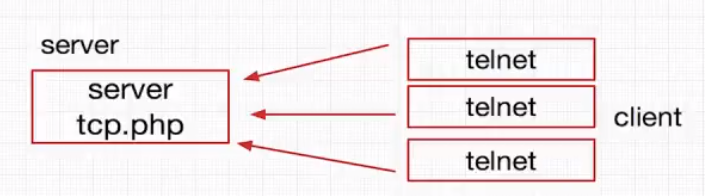 server
server
tcp.php
telnet
telnet
telnet
client